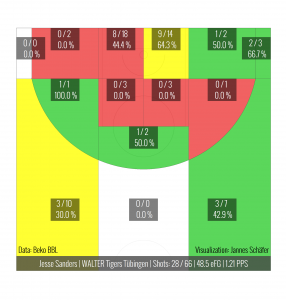 0 / 0
0.0 %
0 / 2
0.0 %
8 / 18
44.4 %
9 / 14
64.3 %
1 / 2
50.0 %
2 / 3
66.7 %
1 / 1
100.0 %
0 / 3
0.0 %
0 / 3
0.0 %
0 / 1
0.0 %
1 / 2
50.0 %
3 / 10
30.0 %
0 / 0
0.0 %
3 / 7
42.9 %
Data: Beko BBL
Visualization: Jannes Schäfer
Jesse Sanders | WALTER Tigers Tübingen | Shots: 28 / 66 | 48.5 eFG | 1.21 PPS